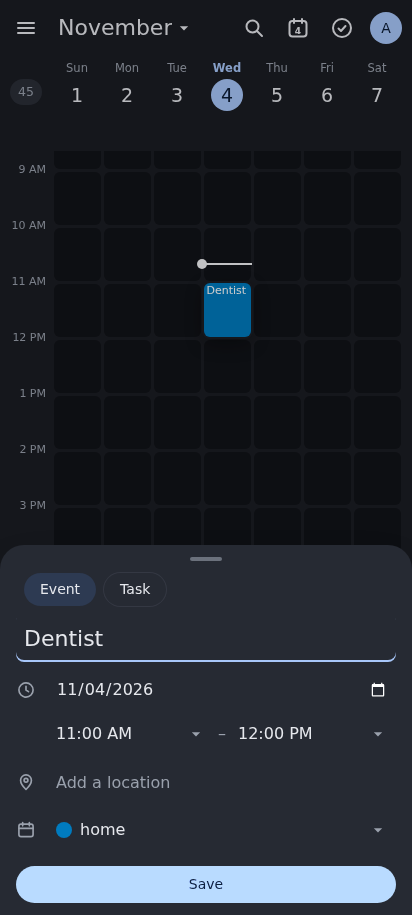 November
4
A
45
Sun Mon Tue Wed Thu Fri Sat
1 2 3 4 5 6 7
9 AM
10 AM
11 AM
Dentist
12 PM
1 PM
2 PM
3 PM
Event Task
Dentist
11/04/2026
11:00 AM – 12:00 PM
Add a location
home
Save